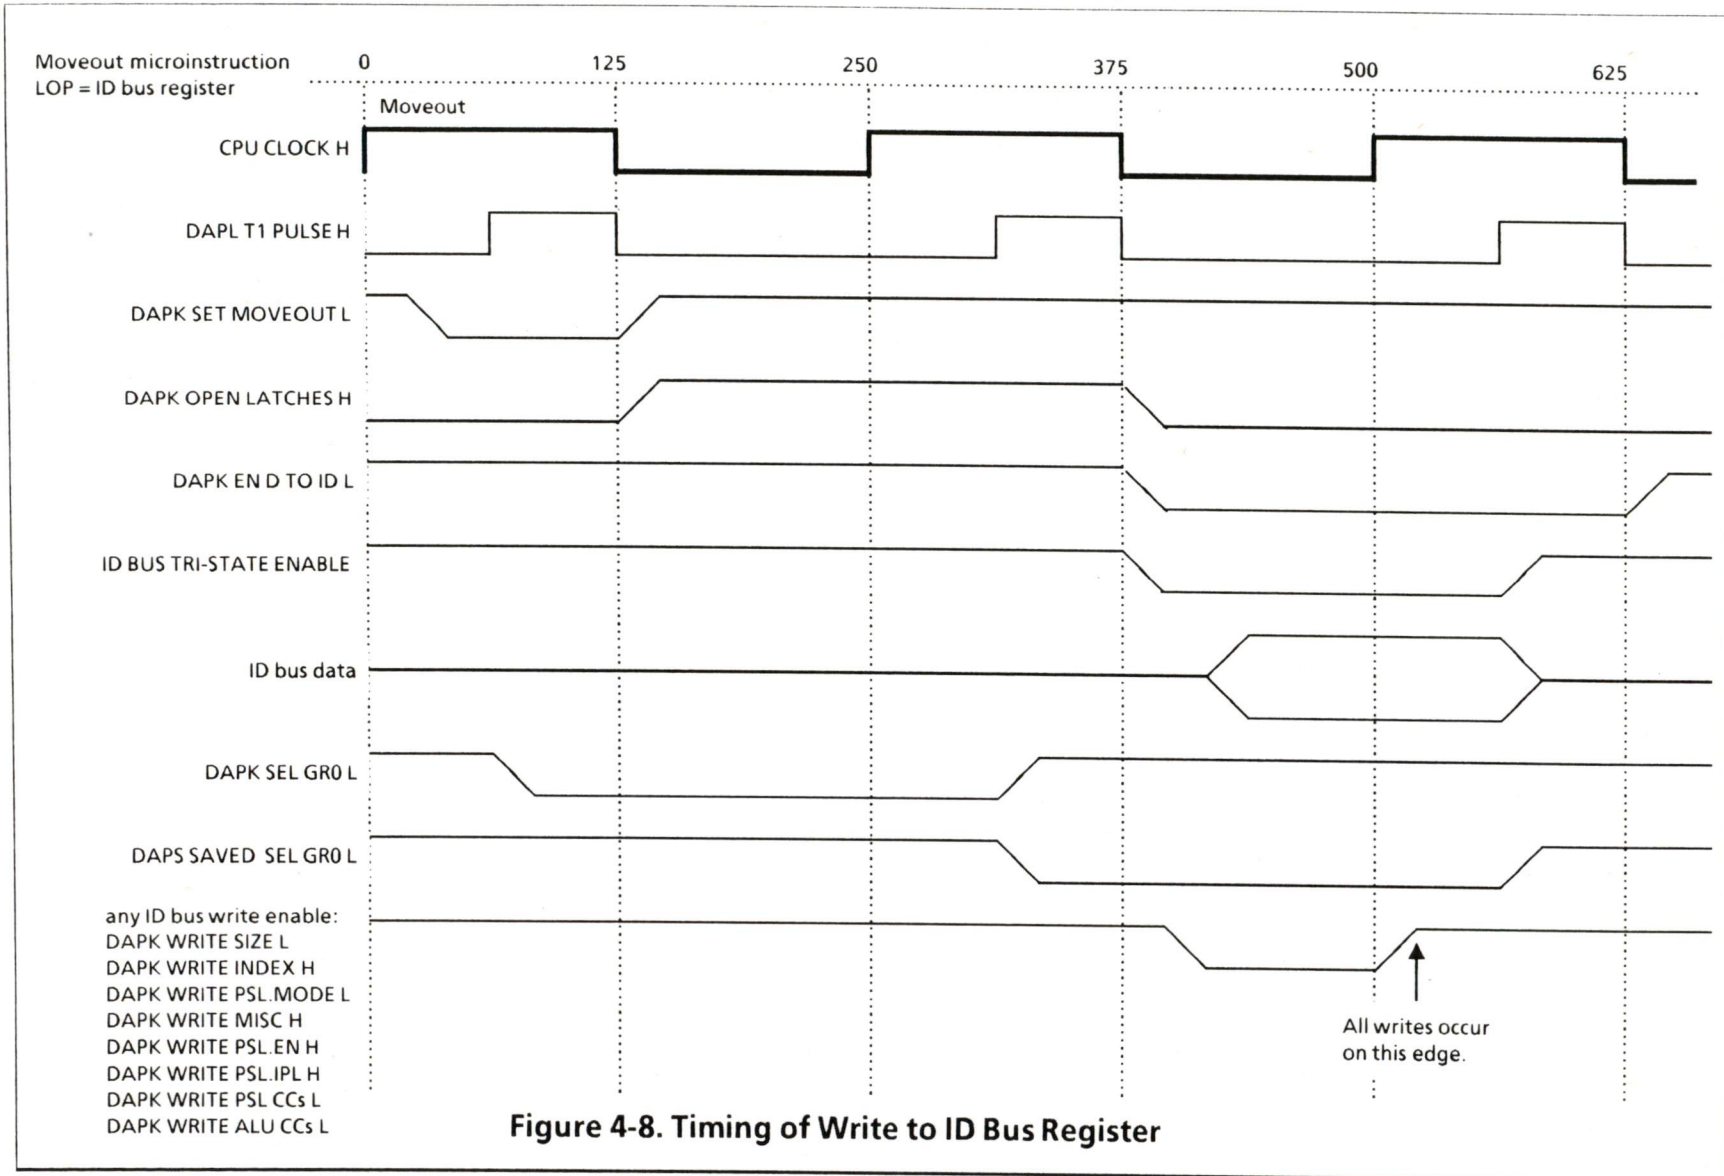 Moveout microinstruction
LOP = ID bus register
0 125 250 375 500 625
Moveout
CPU CLOCK H
DAPL T1 PULSE H
DAPK SET MOVEOUT L
DAPK OPEN LATCHES H
DAPK EN D TO ID L
ID BUS TRI-STATE ENABLE
ID bus data
DAPK SEL GR0 L
DAPS SAVED SEL GR0 L
any ID bus write enable:
DAPK WRITE SIZE L
DAPK WRITE INDEX H
DAPK WRITE PSL.MODE L
DAPK WRITE MISC H
DAPK WRITE PSL.EN H
DAPK WRITE PSL.IPL H
DAPK WRITE PSL CCs L
DAPK WRITE ALU CCs L
All writes occur
on this edge.
Figure 4-8. Timing of Write to ID Bus Register